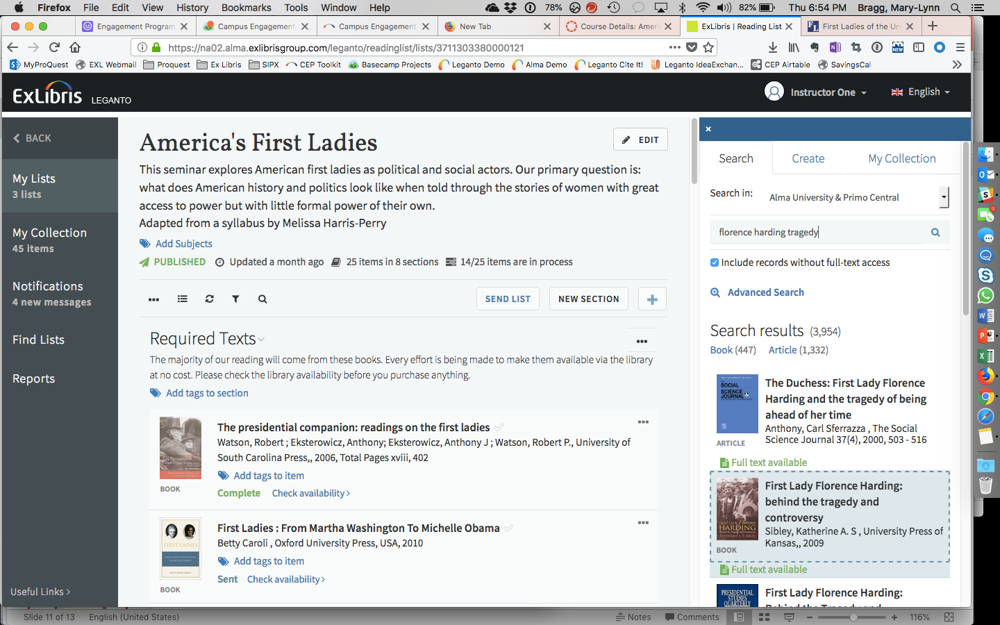 Firefox File Edit View History Bookmarks Tools Window Help 78% 82% Thu 6:54 PM Bragg, Mary-Lynn
Engagement Program Campus Engagement Campus Engagement New Tab Course Details: Ameri ExLibris | Reading List First Ladies of the Un
https://na02.alma.exlibrisgroup.com/leganto/readinglist/lists/3711303380000121
MyProQuest EXL Webmail Proquest Ex Libris SIPX CEP Toolkit Basecamp Projects Leganto Demo Alma Demo Leganto Cite It! Leganto IdeaExchan... CEP Airtable SavingsCal
ExLibris LEGANTO
Instructor One
English
BACK
My Lists
3 lists
My Collection
45 items
Notifications
4 new messages
Find Lists
Reports
Useful Links >
America's First Ladies
EDIT
This seminar explores American first ladies as political and social actors. Our primary question is:
what does American history and politics look like when told through the stories of women with great
access to power but with little formal power of their own.
Adapted from a syllabus by Melissa Harris-Perry
Add Subjects
PUBLISHED Updated a month ago 25 items in 8 sections 14/25 items are in process
SEND LIST NEW SECTION +
Required Texts
The majority of our reading will come from these books. Every effort is being made to make them available via the library
at no cost. Please check the library availability before you purchase anything.
Add tags to section
The presidential companion: readings on the first ladies
Watson, Robert ; Eksterowicz, Anthony; Eksterowicz, Anthony J ; Watson, Robert P., University of
South Carolina Press,, 2006, Total Pages xviii, 402
Add tags to item
BOOK
Complete Check availability >
First Ladies : From Martha Washington To Michelle Obama
Betty Caroli , Oxford University Press, USA, 2010
FIRST LADIES
Add tags to item
Sent Check availability >
BOOK
Search Create My Collection
Search in: Alma University & Primo Central
florence harding tragedy
Include records without full-text access
Advanced Search
Search results (3,954)
Book (447) Article (1,332)
SOCIAL
SCIENCE
JOURNAL
The Duchess: First Lady Florence
Harding and the tragedy of being
ahead of her time
Anthony, Carl Sferrazza , The Social
Science Journal 37(4), 2000, 503 - 516
ARTICLE
Full text available
First Lady Florence Harding:
behind the tragedy and
controversy
Sibley, Katherine A. S , University Press of
Kansas,, 2009
FIRST LADY Florence
HARDING
KATHERINE A. S. SIBLEY
BOOK
Full text available
PRESIDENTIAL
STUDIES
QUARTERLY
First Lady Florence Harding:
Slide 11 of 13 English (United States) Notes Comments 116%